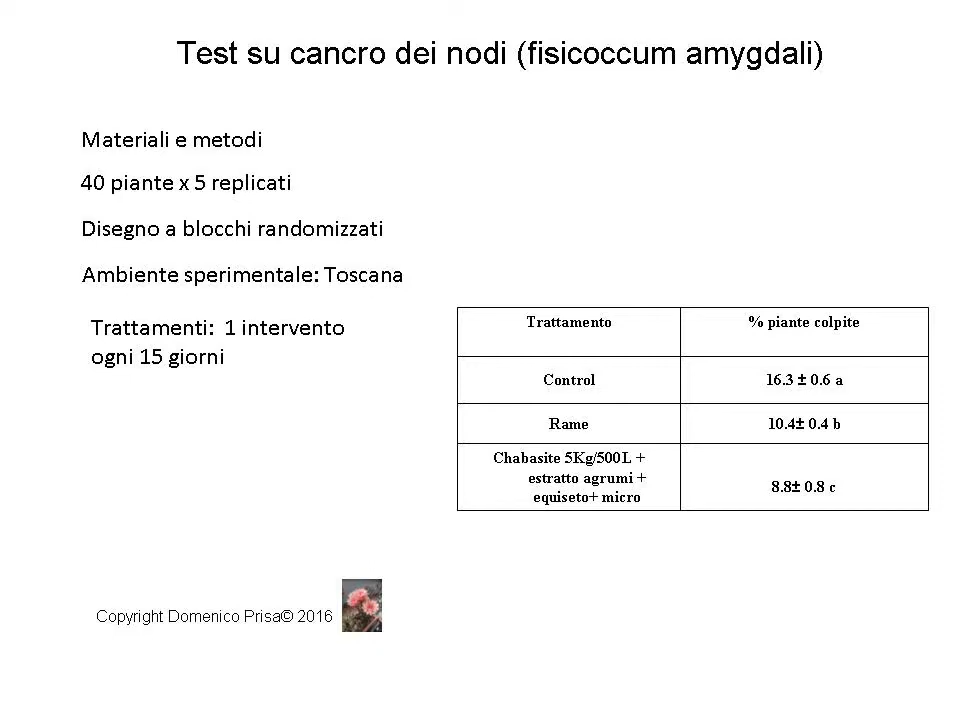 Test su cancro dei nodi (fisicoccum amygdali)
Materiali e metodi
40 piante x 5 replicati
Disegno a blocchi randomizzati
Ambiente sperimentale: Toscana
Trattamenti: 1 intervento
ogni 15 giorni
Trattamento % piante colpite
Control 16.3 ± 0.6 a
Rame 10.4± 0.4 b
Chabasite 5Kg/500L +
estratto agrumi +
equiseto+ micro
8.8± 0.8 c
Copyright Domenico Prisa© 2016